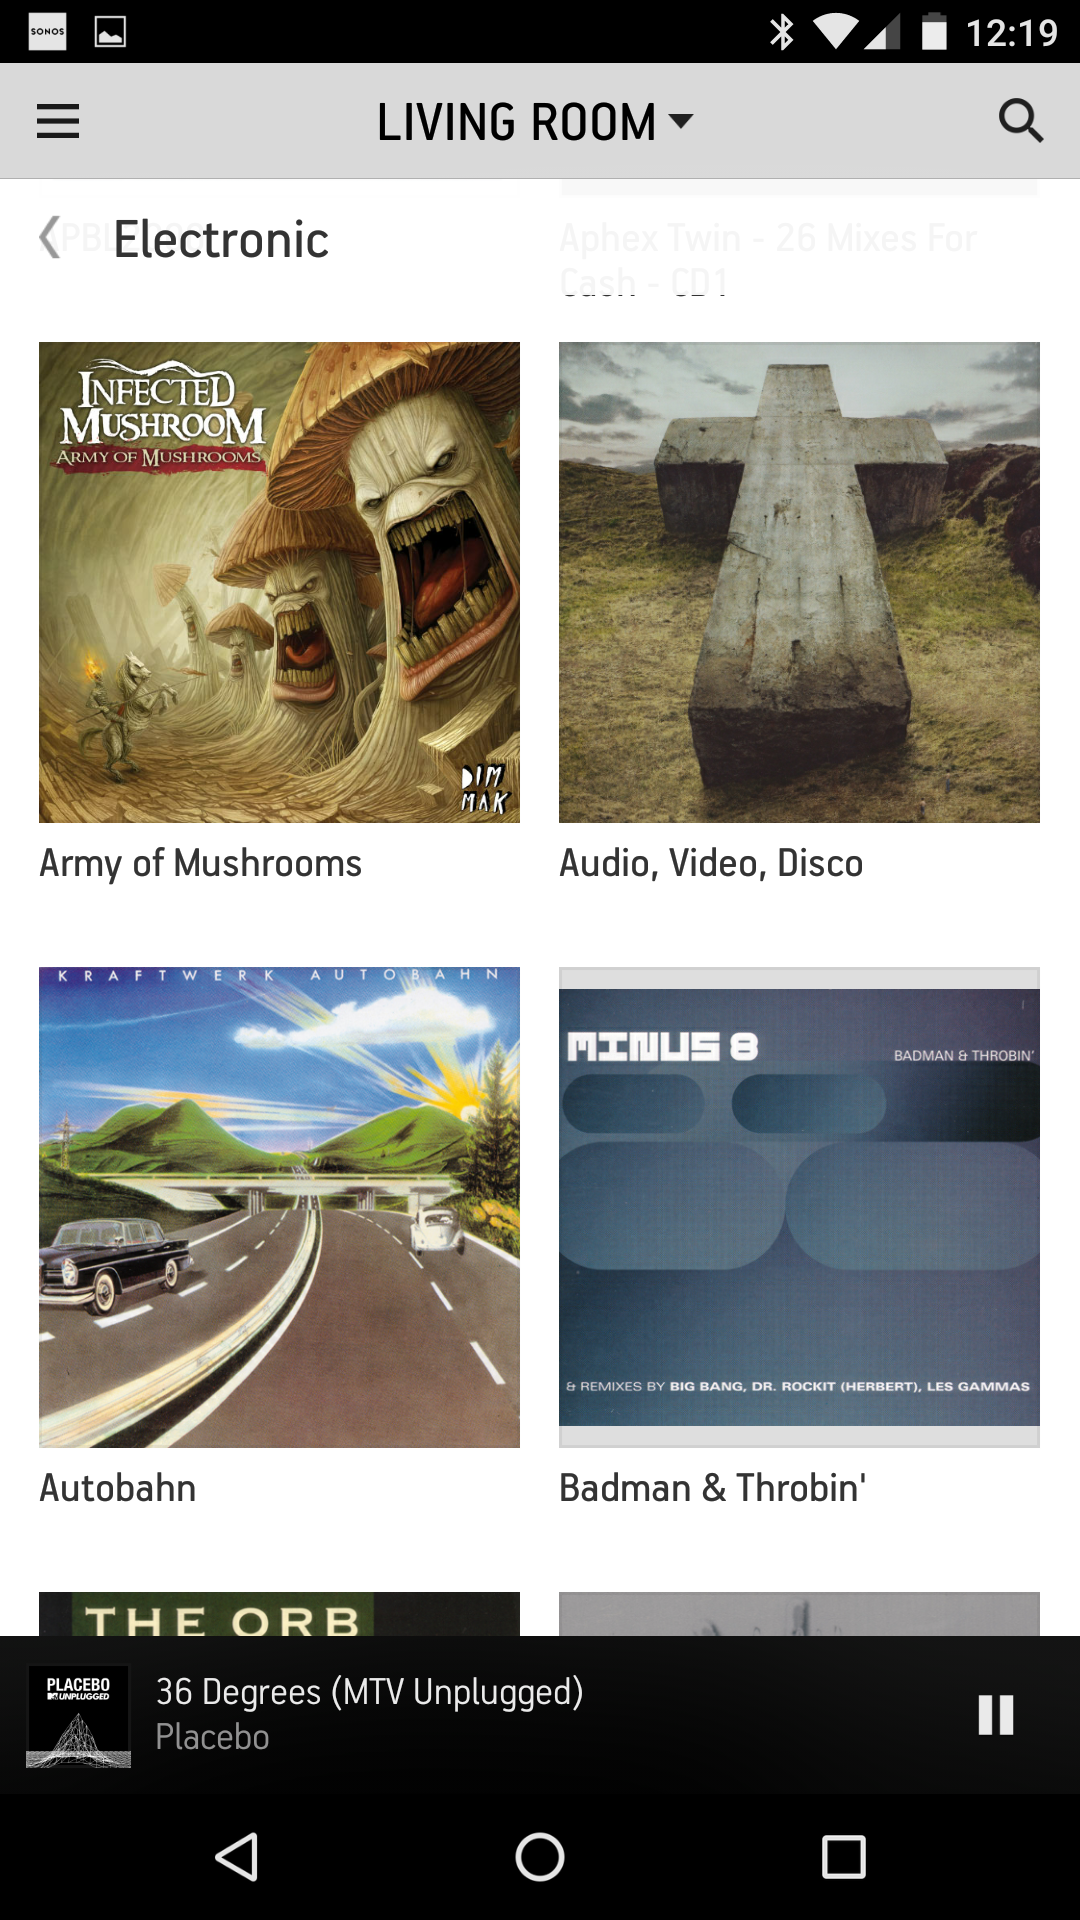 SONOS
12:19
LIVING ROOM
Electronic
Aphex Twin - 26 Mixes For
Cash - CD1
INFECTED
MUSHROOM
ARMY OF MUSHROOMS
DIM
MAK
Army of Mushrooms
Audio, Video, Disco
KRAFTWERK AUTOBAHN
MINUS 8
BADMAN & THROBIN'
& REMIXES BY BIG BANG, DR. ROCKIT (HERBERT), LES GAMMAS
Autobahn
Badman & Throbin'
THE ORB
PLACEBO
MTV UNPLUGGED
36 Degrees (MTV Unplugged)
Placebo